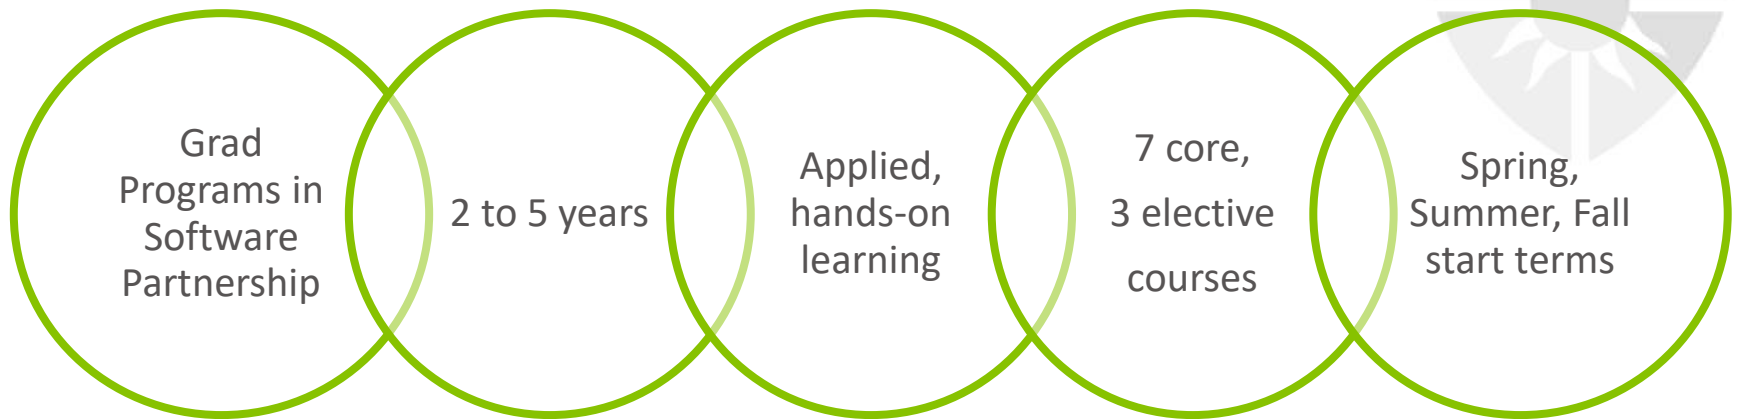 Grad
Programs in
Software
Partnership
2 to 5 years
Applied,
hands-on
learning
7 core,
3 elective
courses
Spring,
Summer, Fall
start terms